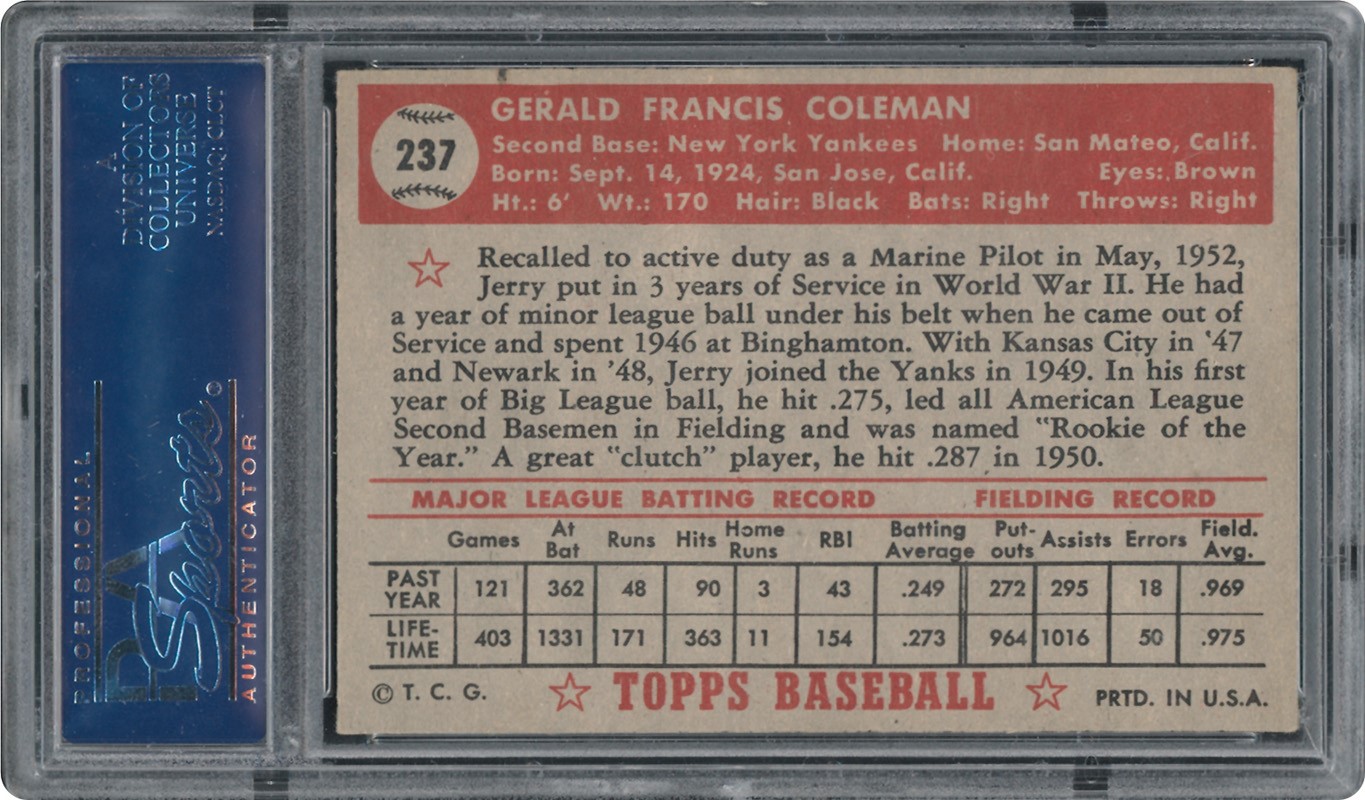 A
DIVISION OF
COLLECTORS
UNIVERSE
NASDAQ: CLCT
PROFESSIONAL
PSA
Sports
AUTHENTICATOR
237
GERALD FRANCIS COLEMAN
Second Base: New York Yankees Home: San Mateo, Calif.
Born: Sept. 14, 1924, San Jose, Calif. Eyes: Brown
Ht.: 6' Wt.: 170 Hair: Black Bats: Right Throws: Right
Recalled to active duty as a Marine Pilot in May, 1952,
Jerry put in 3 years of Service in World War II. He had
a year of minor league ball under his belt when he came out of
Service and spent 1946 at Binghamton. With Kansas City in '47
and Newark in '48, Jerry joined the Yanks in 1949. In his first
year of Big League ball, he hit .275, led all American League
Second Basemen in Fielding and was named "Rookie of the
Year." A great "clutch" player, he hit .287 in 1950.
MAJOR LEAGUE BATTING RECORD FIELDING RECORD
Games At Bat Runs Hits Home Runs RBI Batting Average Put-outs Assists Errors Field. Avg.
PAST YEAR 121 362 48 90 3 43 .249 272 295 18 .969
LIFE-TIME 403 1331 171 363 11 154 .273 964 1016 50 .975
© T. C. G. TOPPS BASEBALL PRTD. IN U.S.A.